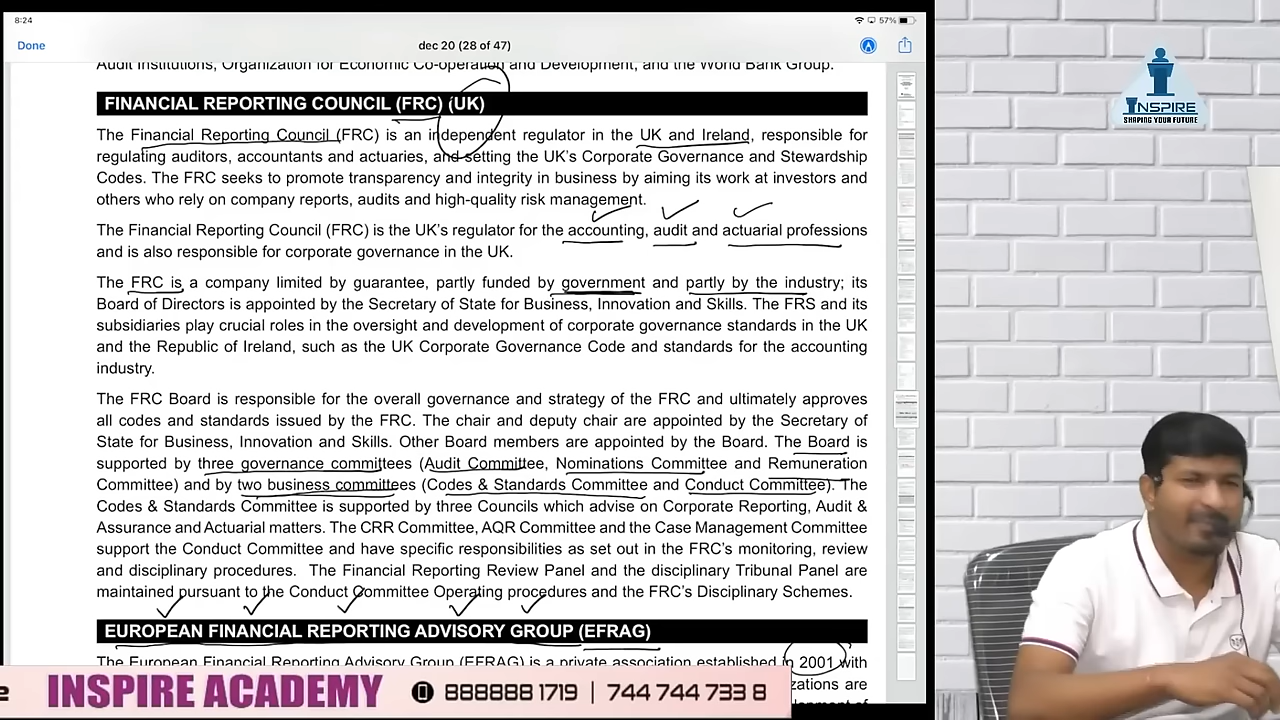 8:24
57%
Done
dec 20 (28 of 47)
Audit Institutions, Organization for Economic Co-operation and Development, and the World Bank Group.
FINANCIAL REPORTING COUNCIL (FRC) (UK)
The Financial Reporting Council (FRC) is an independent regulator in the UK and Ireland, responsible for
regulating auditors, accountants and actuaries, and setting the UK's Corporate Governance and Stewardship
Codes. The FRC seeks to promote transparency and integrity in business by aiming its work at investors and
others who rely on company reports, audits and high-quality risk management.
The Financial Reporting Council (FRC) is the UK's regulator for the accounting, audit and actuarial professions
and is also responsible for corporate governance in the UK.
The FRC is a company limited by guarantee, partly funded by government and partly by the industry; its
Board of Directors is appointed by the Secretary of State for Business, Innovation and Skills. The FRS and its
subsidiaries play crucial roles in the oversight and development of corporate governance standards in the UK
and the Republic of Ireland, such as the UK Corporate Governance Code and standards for the accounting
industry.
The FRC Board is responsible for the overall governance and strategy of the FRC and ultimately approves
all codes and standards issued by the FRC. The chair and deputy chair are appointed by the Secretary of
State for Business, Innovation and Skills. Other Board members are appointed by the Board. The Board is
supported by three governance committees (Audit Committee, Nominations Committee and Remuneration
Committee) and by two business committees (Codes & Standards Committee and Conduct Committee). The
Codes & Standards Committee is supported by three Councils which advise on Corporate Reporting, Audit &
Assurance and Actuarial matters. The CRR Committee, AQR Committee and the Case Management Committee
support the Conduct Committee and have specific responsibilities as set out in the FRC's monitoring, review
and disciplinary procedures. The Financial Reporting Review Panel and the disciplinary Tribunal Panel are
maintained pursuant to the Conduct Committee Operating procedures and the FRC's Disciplinary Schemes.
EUROPEAN FINANCIAL REPORTING ADVISORY GROUP (EFRAG)
The European Financial Reporting Advisory Group (EFRAG) is a private association established in 2001 with
zations are
INSPIRE
SHAPING YOUR FUTURE
e INSPIRE ACADEMY 888888 1719 | 744 744 733 8